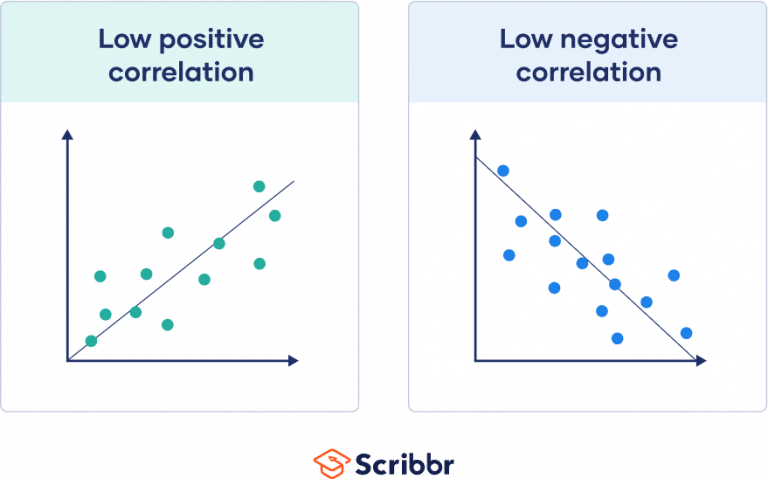 Low positive
correlation
Low negative
correlation
Scribbr